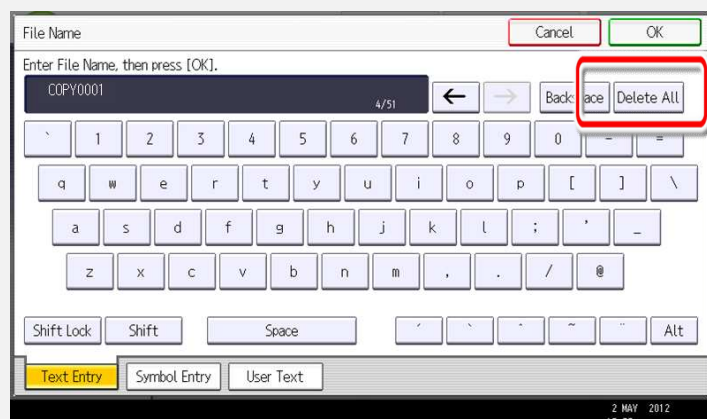 File Name Cancel OK
Enter File Name, then press [OK].
COPY0001
4/51 ← → Backspace Delete All
` 1 2 3 4 5 6 7 8 9 0 - =
q w e r t y u i o p [ ] \
a s d f g h j k l ; ' _
z x c v b n m , . / @
Shift Lock Shift Space ´ ` ^ ~ ¨ Alt
Text Entry Symbol Entry User Text
2 MAY 2012